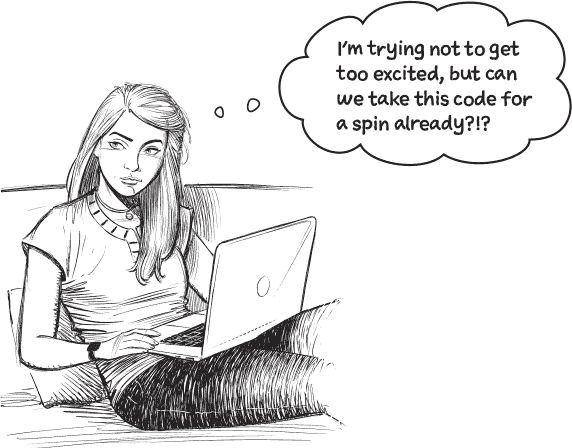 I'm trying not to get
too excited, but can
we take this code for
a spin already?!?